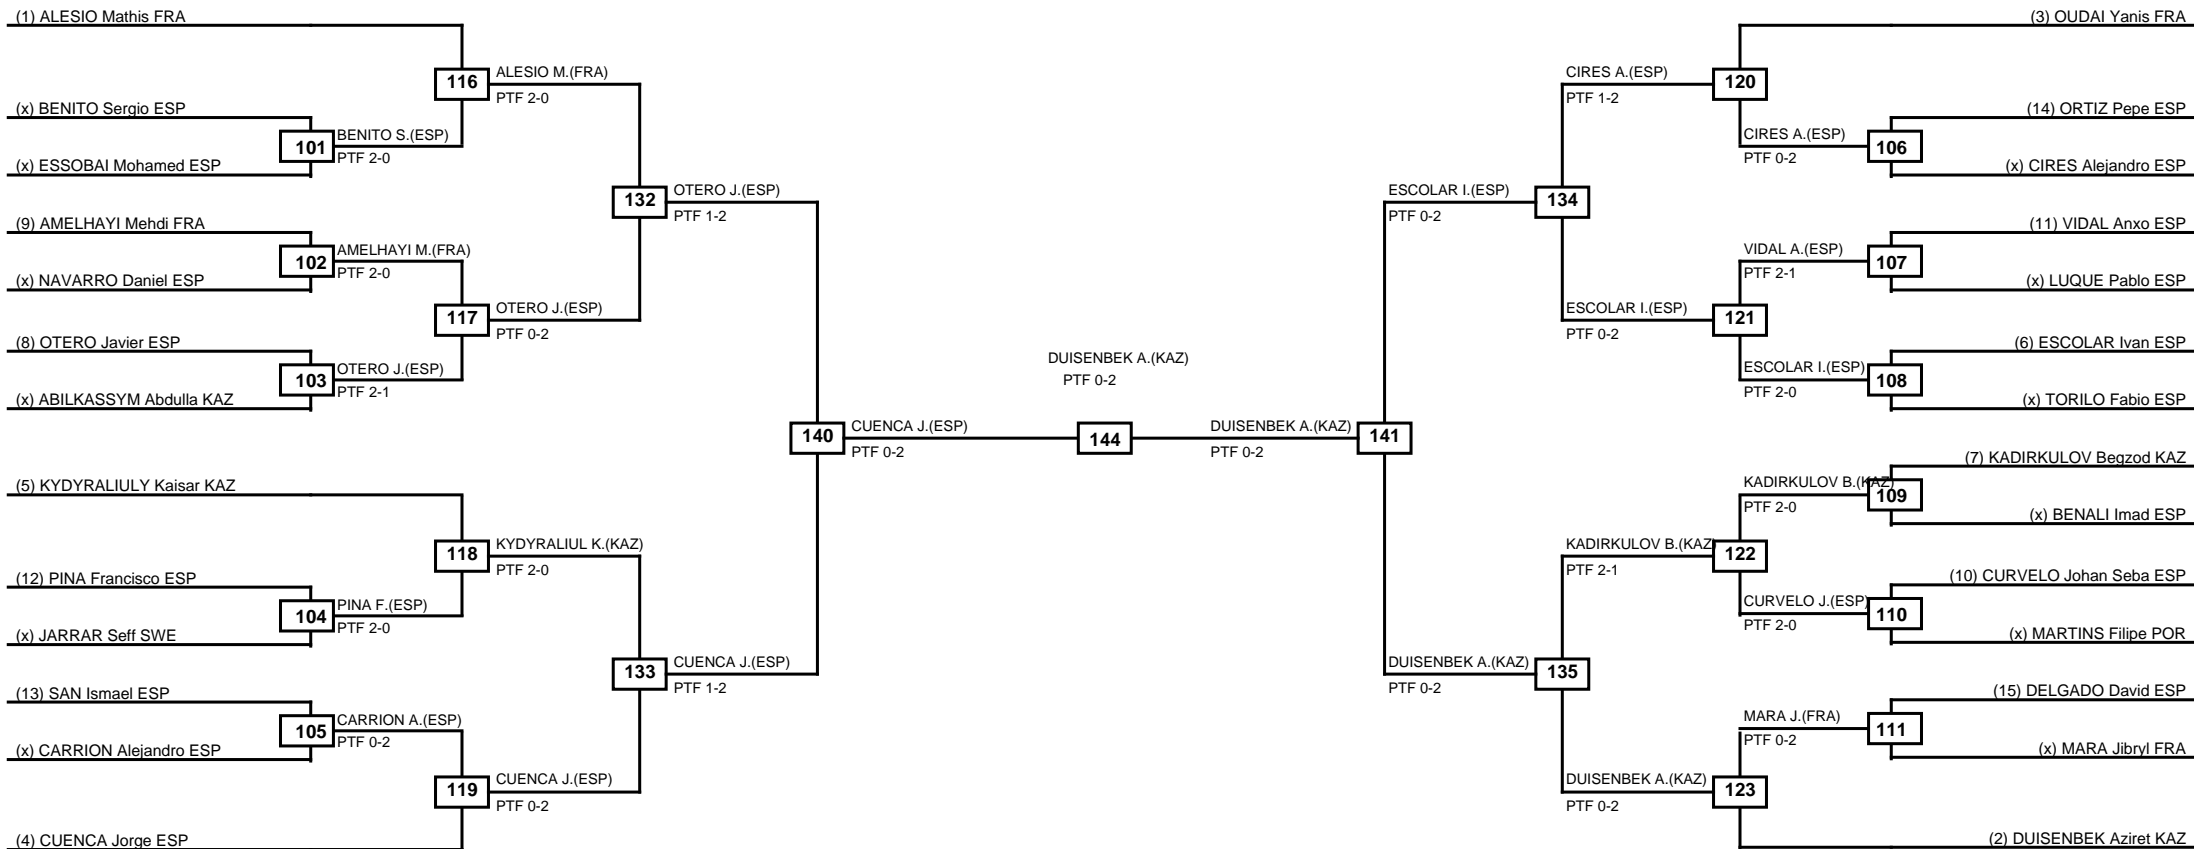 (1) ALESIO Mathis FRA
(x) BENITO Sergio ESP
(x) ESSOBAI Mohamed ESP
(9) AMELHAYI Mehdi FRA
(x) NAVARRO Daniel ESP
(8) OTERO Javier ESP
(x) ABILKASSYM Abdulla KAZ
(5) KYDYRALIULY Kaisar KAZ
(12) PINA Francisco ESP
(x) JARRAR Seff SWE
(13) SAN Ismael ESP
(x) CARRION Alejandro ESP
(4) CUENCA Jorge ESP
101
BENITO S.(ESP)
PTF 2-0
102
AMELHAYI M.(FRA)
PTF 2-0
103
OTERO J.(ESP)
PTF 2-1
104
PINA F.(ESP)
PTF 2-0
105
CARRION A.(ESP)
PTF 0-2
116
ALESIO M.(FRA)
PTF 2-0
117
OTERO J.(ESP)
PTF 0-2
118
KYDYRALIUL K.(KAZ)
PTF 2-0
119
CUENCA J.(ESP)
PTF 0-2
132
OTERO J.(ESP)
PTF 1-2
133
CUENCA J.(ESP)
PTF 1-2
140
CUENCA J.(ESP)
PTF 0-2
DUISENBEK A.(KAZ)
PTF 0-2
144
DUISENBEK A.(KAZ)
PTF 0-2
141
ESCOLAR I.(ESP)
PTF 0-2
134
DUISENBEK A.(KAZ)
PTF 0-2
135
CIRES A.(ESP)
PTF 1-2
120
ESCOLAR I.(ESP)
PTF 0-2
121
KADIRKULOV B.(KAZ)
PTF 2-1
122
DUISENBEK A.(KAZ)
PTF 0-2
123
CIRES A.(ESP)
PTF 0-2
106
VIDAL A.(ESP)
PTF 2-1
107
ESCOLAR I.(ESP)
PTF 2-0
108
KADIRKULOV B.(KAZ)
PTF 2-0
109
CURVELO J.(ESP)
PTF 2-0
110
MARA J.(FRA)
PTF 0-2
111
(3) OUDAI Yanis FRA
(14) ORTIZ Pepe ESP
(x) CIRES Alejandro ESP
(11) VIDAL Anxo ESP
(x) LUQUE Pablo ESP
(6) ESCOLAR Ivan ESP
(x) TORILO Fabio ESP
(7) KADIRKULOV Begzod KAZ
(x) BENALI Imad ESP
(10) CURVELO Johan Seba ESP
(x) MARTINS Filipe POR
(15) DELGADO David ESP
(x) MARA Jibryl FRA
(2) DUISENBEK Aziret KAZ